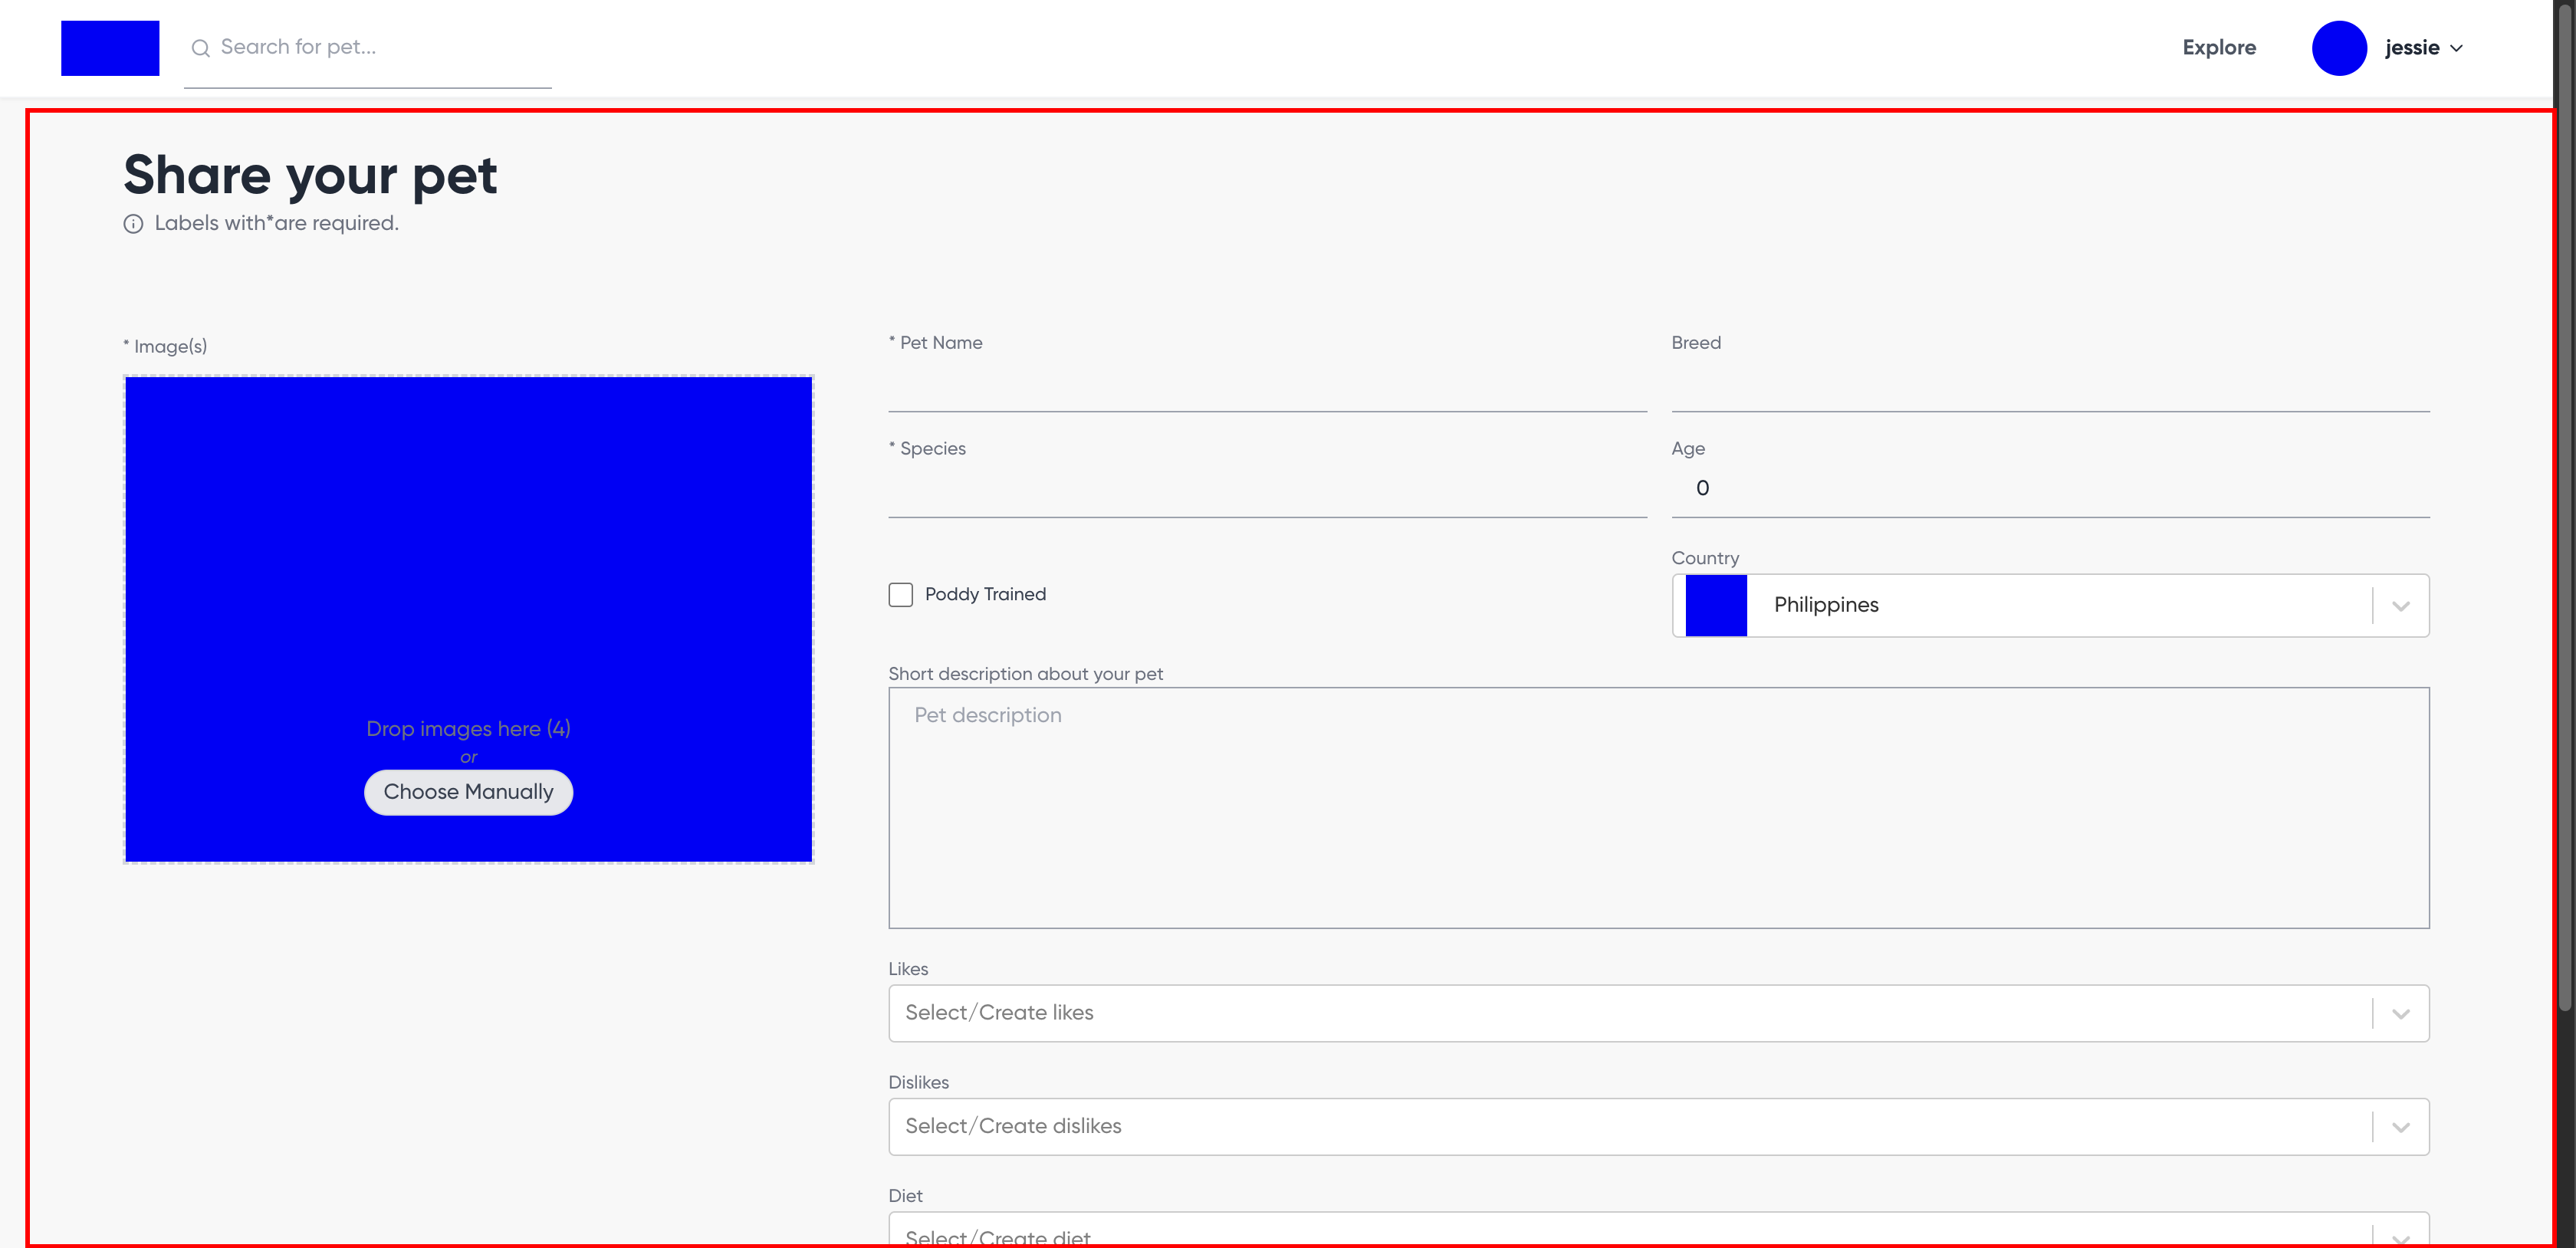 Search for pet...
Explore
jessie
Share your pet
Labels with*are required.
* Image(s)
Drop images here (4)
or
Choose Manually
* Pet Name
Breed
* Species
Age
0
Poddy Trained
Country
Philippines
Short description about your pet
Pet description
Likes
Select/Create likes
Dislikes
Select/Create dislikes
Diet
Select/Create diet